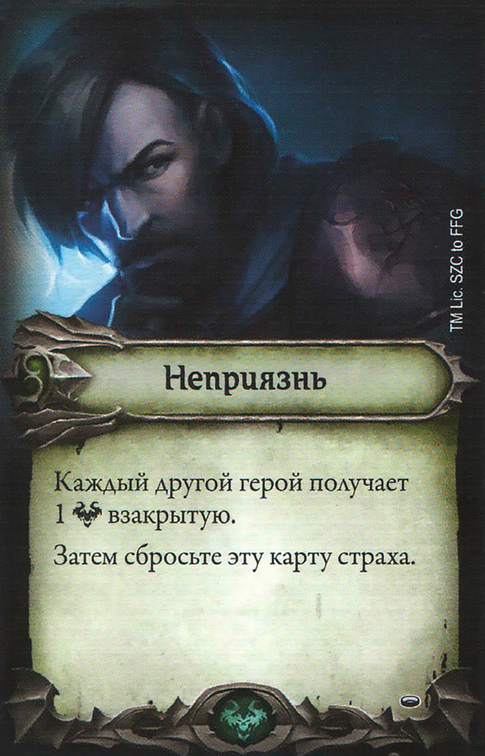 TM Lic. SZC to FFG
Неприязнь
Каждый другой герой получает
1 взакрытую.
Затем сбросьте эту карту страха.